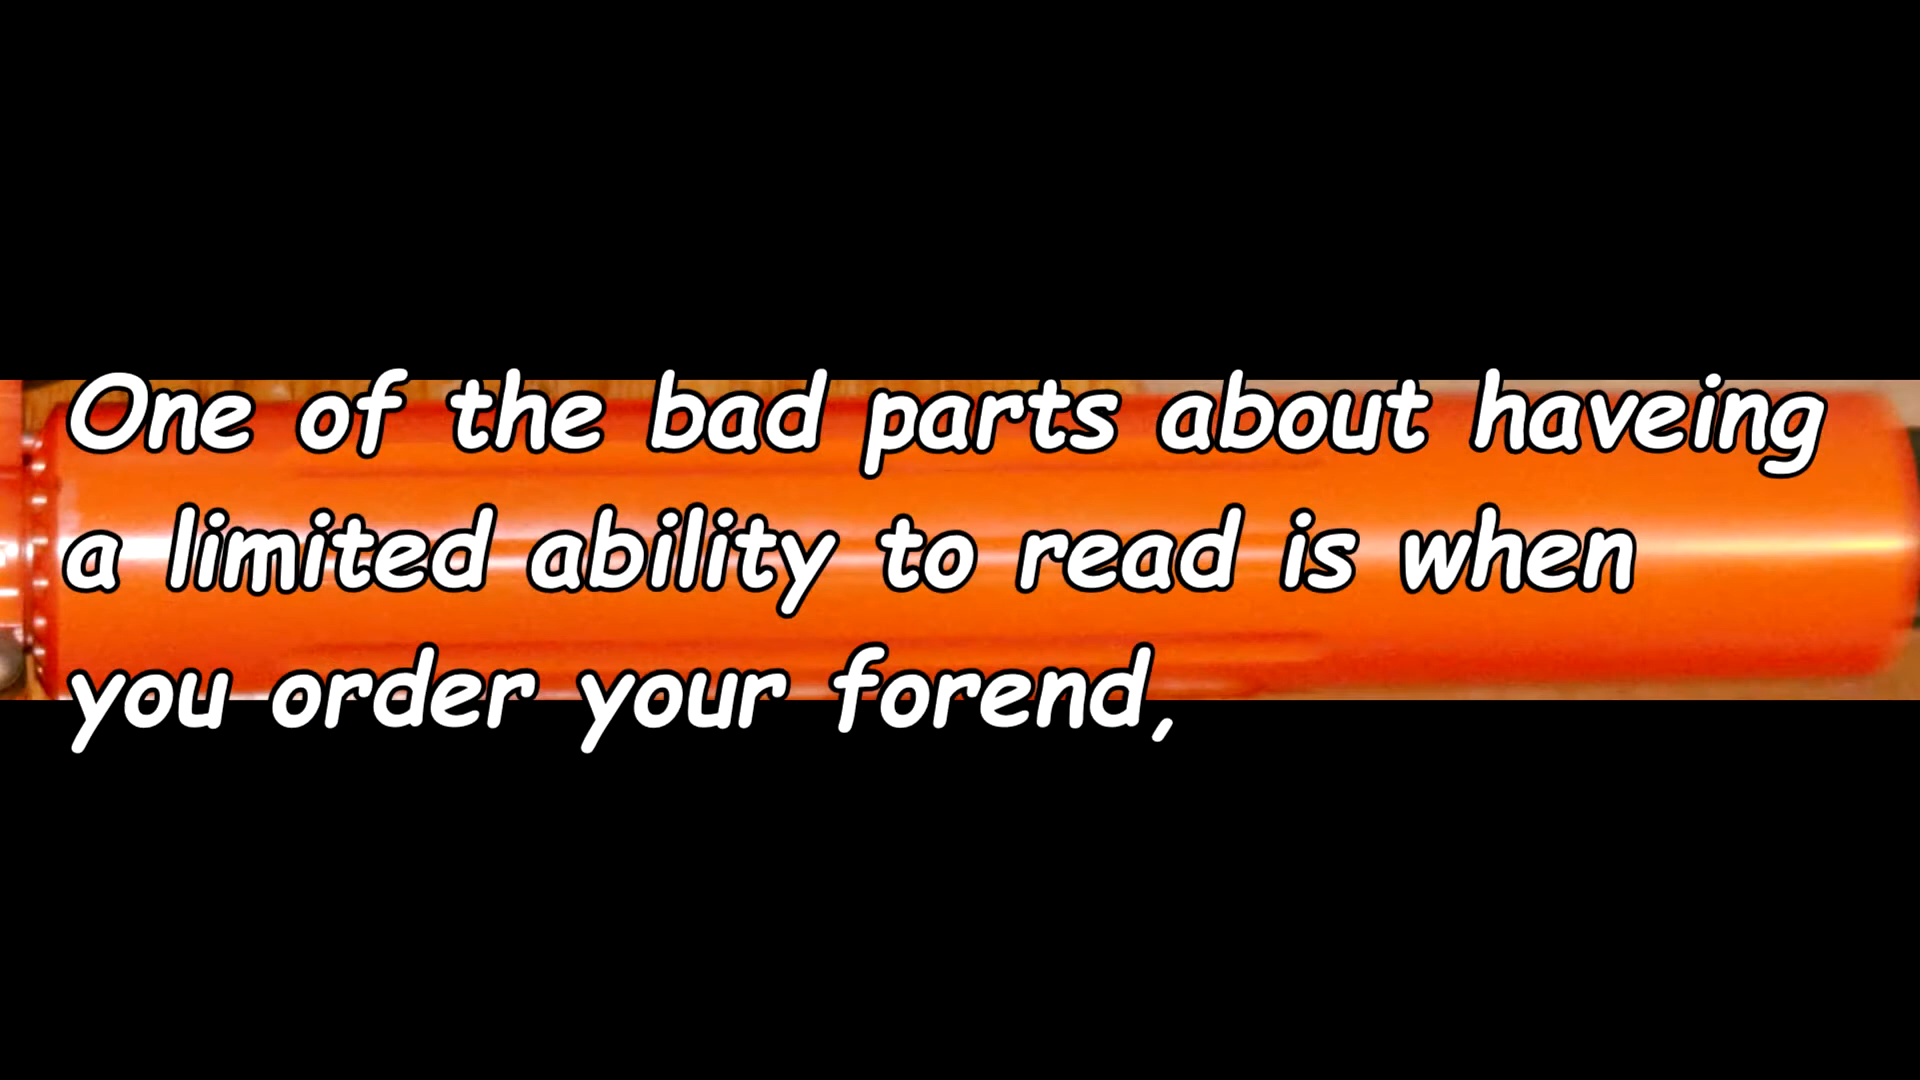 One of the bad parts about haveing
a limited ability to read is when
you order your forend,